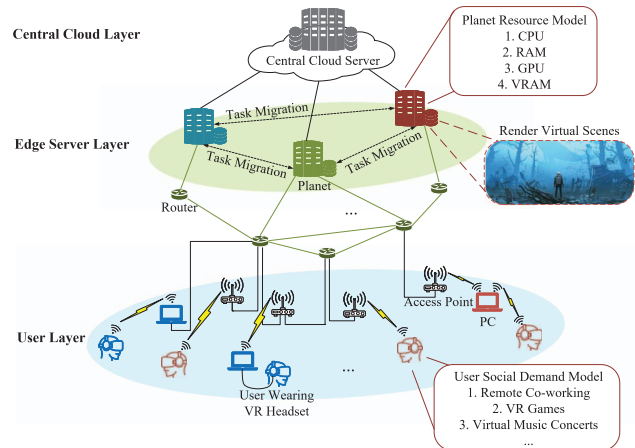 Central Cloud Layer
Central Cloud Server
Planet Resource Model
1. CPU
2. RAM
3. GPU
4. VRAM
Task Migration
Render Virtual Scenes
Edge Server Layer
Task Migration
Task Migration
Planet
Router
...
Access Point
PC
User Layer
User Wearing
VR Headset
...
User Social Demand Model
1. Remote Co-working
2. VR Games
3. Virtual Music Concerts
...